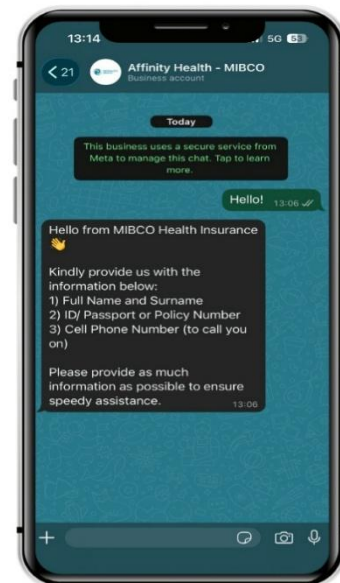 13:14
5G 53
21
Affinity Health - MIBCO
Business account
Today
This business uses a secure service from
Meta to manage this chat. Tap to learn
more.
Hello! 13:06
Hello from MIBCO Health Insurance
👋
Kindly provide us with the
information below:
1) Full Name and Surname
2) ID/ Passport or Policy Number
3) Cell Phone Number (to call you
on)
Please provide as much
information as possible to ensure
speedy assistance.
13:06